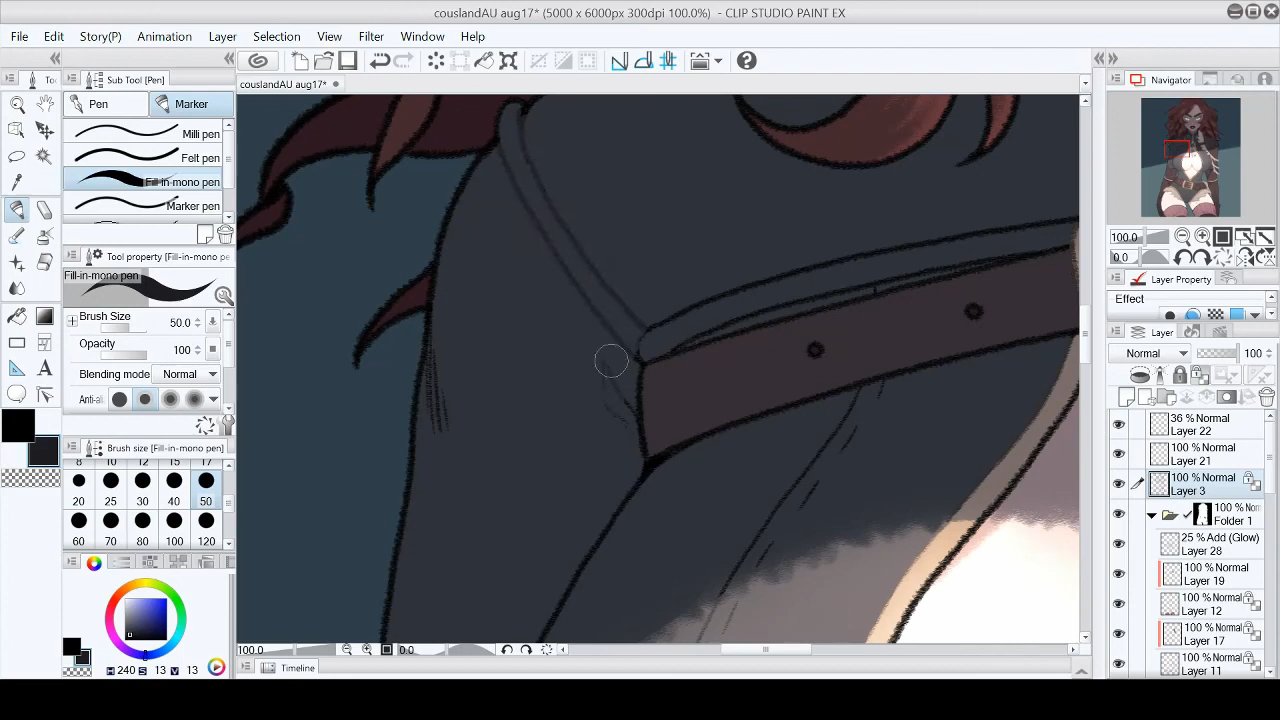 couslandAU aug17* (5000 x 6000px 300dpi 100.0%)  - CLIP STUDIO PAINT EX
File Edit Story(P) Animation Layer Selection View Filter Window Help
couslandAU aug17*
Sub Tool [Pen]
Pen
Marker
Milli pen
Felt pen
Fill-in-mono pen
Marker pen
Tool property [Fill-in-mono pe
Fill-in-mono pen
Brush Size 50.0
Opacity 100
Blending mode Normal
Anti-al
Brush size [Fill-in-mono pen]
8 10 12 15 17
20 25 30 40 50
60 70 80 100 120
H 240 S 13 V 13
100.0
0.0
Timeline
Navigator
100.0
0.0
Layer Property
Effect
Layer
Normal 100
36 % Normal
Layer 22
100 % Normal
Layer 21
100 % Normal
Layer 3
100 % Nor
Folder 1
25 % Add (Glow)
Layer 28
100 % Normal
Layer 19
100 % Normal
Layer 12
100 % Normal
Layer 17
100 % Normal
Layer 11